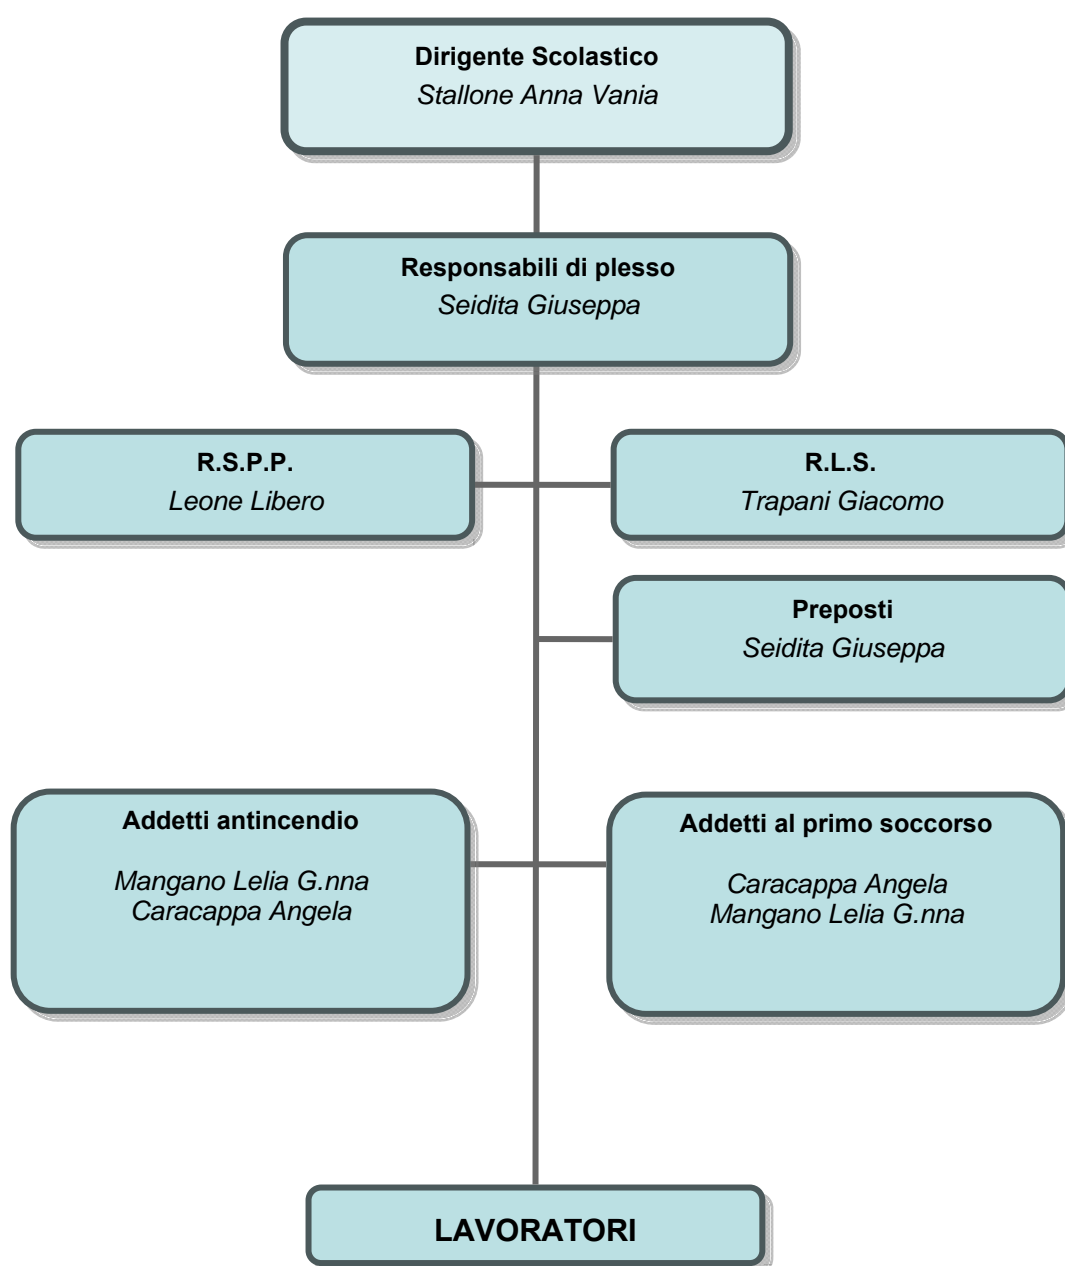 Dirigente Scolastico
Stallone Anna Vania
Responsabili di plesso
Seidita Giuseppa
R.S.P.P.
Leone Libero
R.L.S.
Trapani Giacomo
Preposti
Seidita Giuseppa
Addetti antincendio
Mangano Lelia G.nna
Caracappa Angela
Addetti al primo soccorso
Caracappa Angela
Mangano Lelia G.nna
LAVORATORI